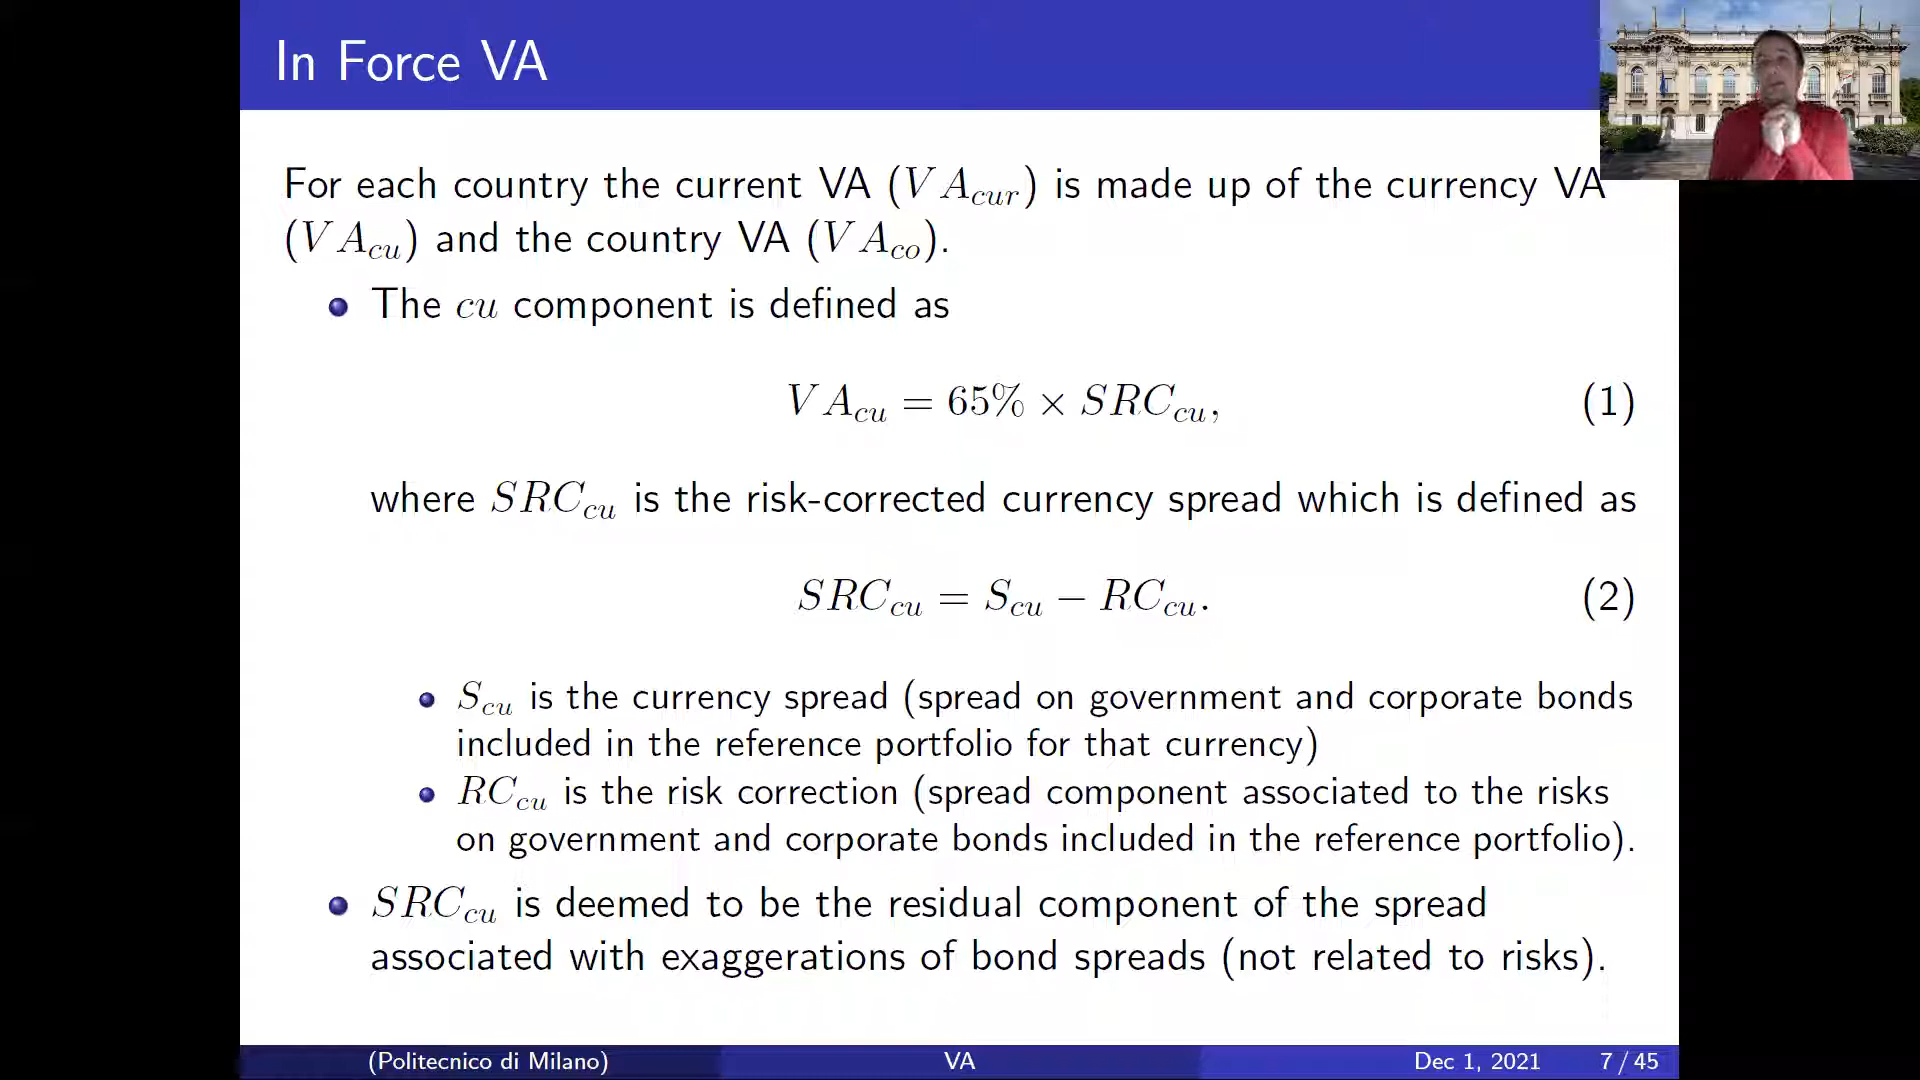 In Force VA
For each country the current VA (VA_cur) is made up of the currency VA
(VA_cu) and the country VA (VA_co).
The cu component is defined as
VA_cu = 65% × SRC_cu, (1)
where SRC_cu is the risk-corrected currency spread which is defined as
SRC_cu = S_cu − RC_cu. (2)
S_cu is the currency spread (spread on government and corporate bonds
included in the reference portfolio for that currency)
RC_cu is the risk correction (spread component associated to the risks
on government and corporate bonds included in the reference portfolio).
SRC_cu is deemed to be the residual component of the spread
associated with exaggerations of bond spreads (not related to risks).
(Politecnico di Milano) VA Dec 1, 2021 7 / 45